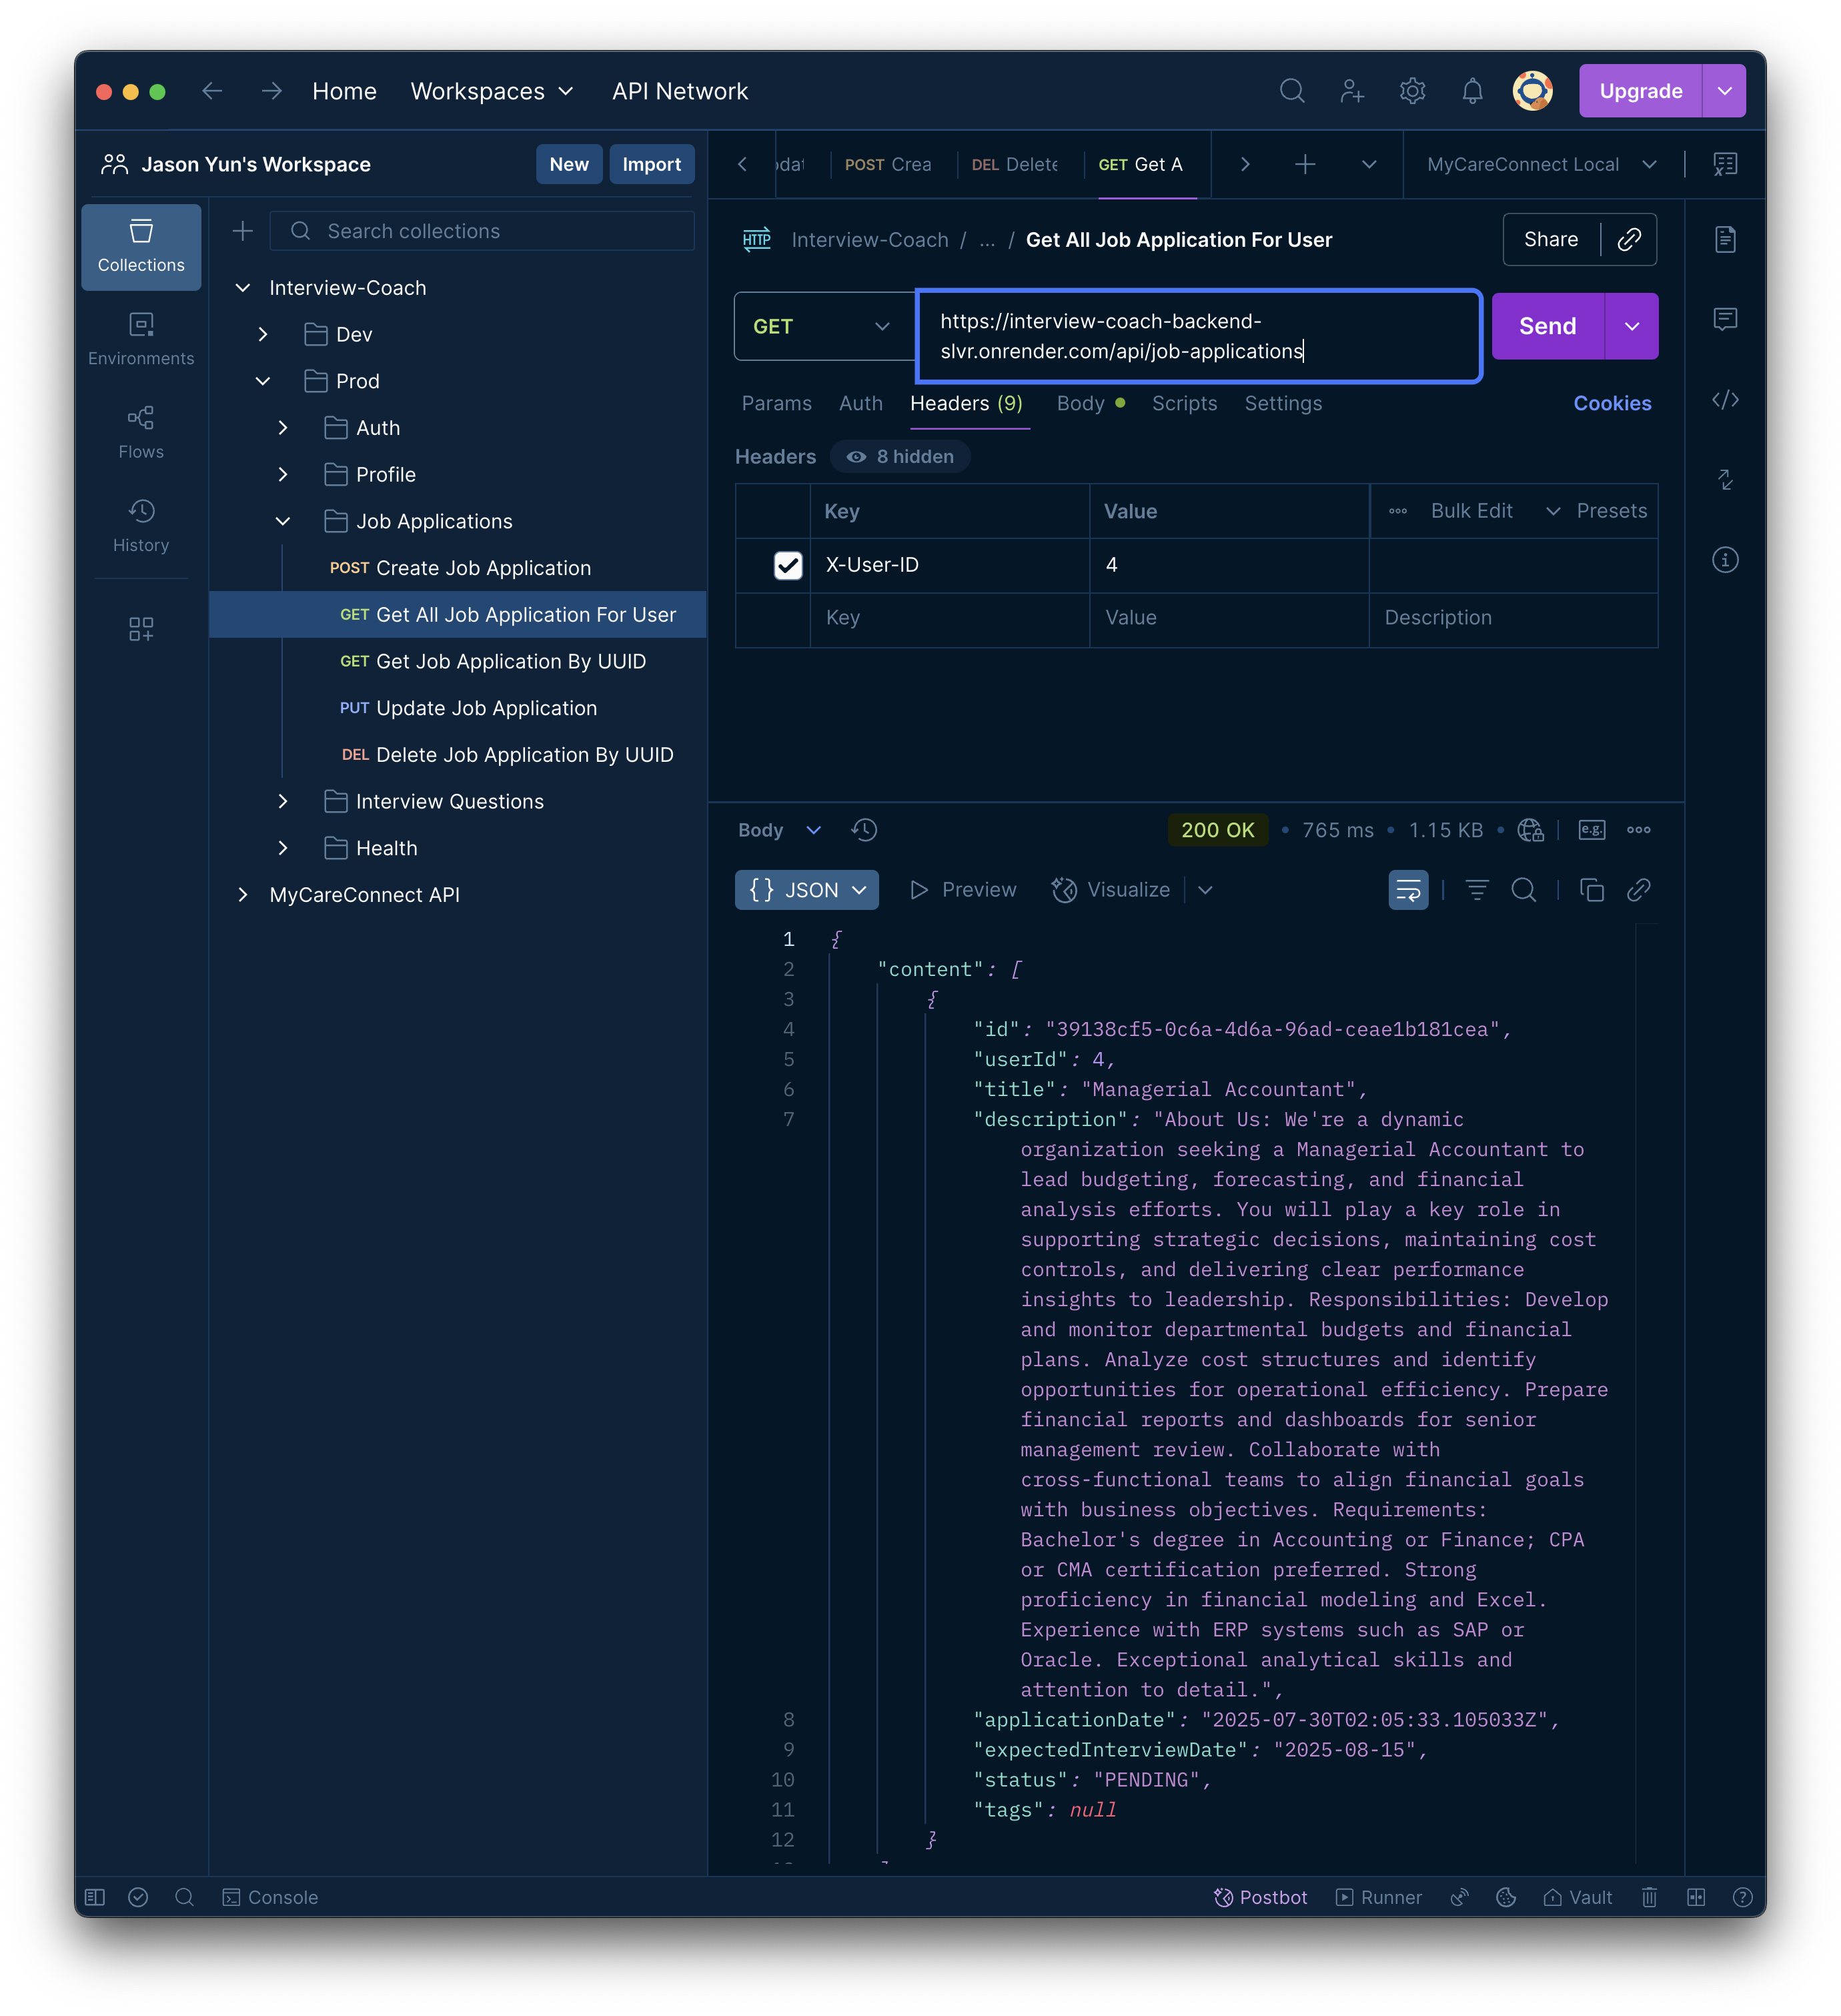 Home Workspaces API Network Upgrade
Jason Yun's Workspace New Import
POST Crea DEL Delete GET Get A MyCareConnect Local
Collections
Environments
Flows
History
Search collections
Interview-Coach
Dev
Prod
Auth
Profile
Job Applications
POST Create Job Application
GET Get All Job Application For User
GET Get Job Application By UUID
PUT Update Job Application
DEL Delete Job Application By UUID
Interview Questions
Health
MyCareConnect API
HTTP Interview-Coach / ... / Get All Job Application For User Share
GET
https://interview-coach-backend-
slvr.onrender.com/api/job-applications
Send
Params Auth Headers (9) Body Scripts Settings Cookies
Headers 8 hidden
Key Value Bulk Edit Presets
X-User-ID 4
Key Value Description
Body 200 OK • 765 ms • 1.15 KB • e.g.
{} JSON Preview Visualize
1 {
2 "content": [
3 {
4 "id": "39138cf5-0c6a-4d6a-96ad-ceae1b181cea",
5 "userId": 4,
6 "title": "Managerial Accountant",
7 "description": "About Us: We're a dynamic
organization seeking a Managerial Accountant to
lead budgeting, forecasting, and financial
analysis efforts. You will play a key role in
supporting strategic decisions, maintaining cost
controls, and delivering clear performance
insights to leadership. Responsibilities: Develop
and monitor departmental budgets and financial
plans. Analyze cost structures and identify
opportunities for operational efficiency. Prepare
financial reports and dashboards for senior
management review. Collaborate with
cross-functional teams to align financial goals
with business objectives. Requirements:
Bachelor's degree in Accounting or Finance; CPA
or CMA certification preferred. Strong
proficiency in financial modeling and Excel.
Experience with ERP systems such as SAP or
Oracle. Exceptional analytical skills and
attention to detail.",
8 "applicationDate": "2025-07-30T02:05:33.105033Z",
9 "expectedInterviewDate": "2025-08-15",
10 "status": "PENDING",
11 "tags": null
12 }
Console Postbot Runner Vault